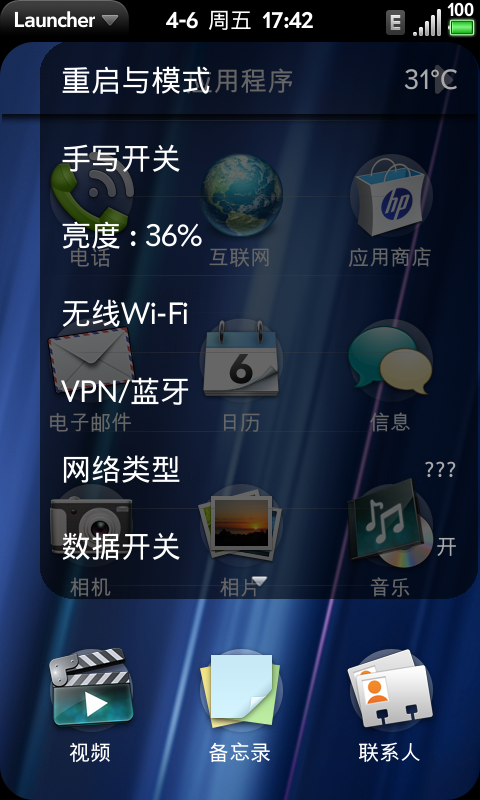 Launcher 4-6 周五 17:42 E 100
重启与模式 应用程序 31°C
手写开关
亮度 : 36%
hp
电话 互联网 应用商店
无线Wi-Fi
6
VPN/蓝牙
电子邮件 日历 信息
网络类型 ???
数据开关 开
相机 相片 音乐
视频 备忘录 联系人